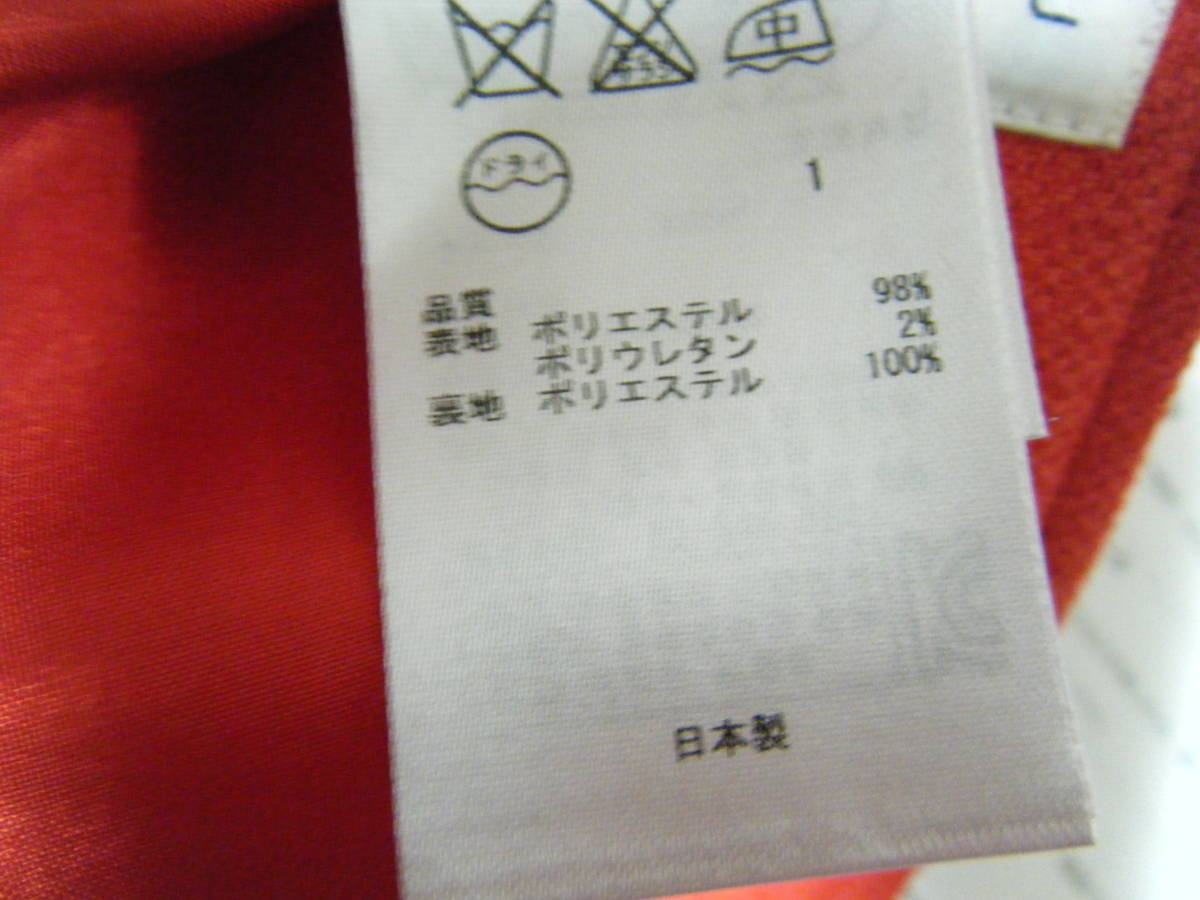 中
ドライ
1
品質
表地 ポリエステル 98%
ポリウレタン 2%
裏地 ポリエステル 100%
日本製